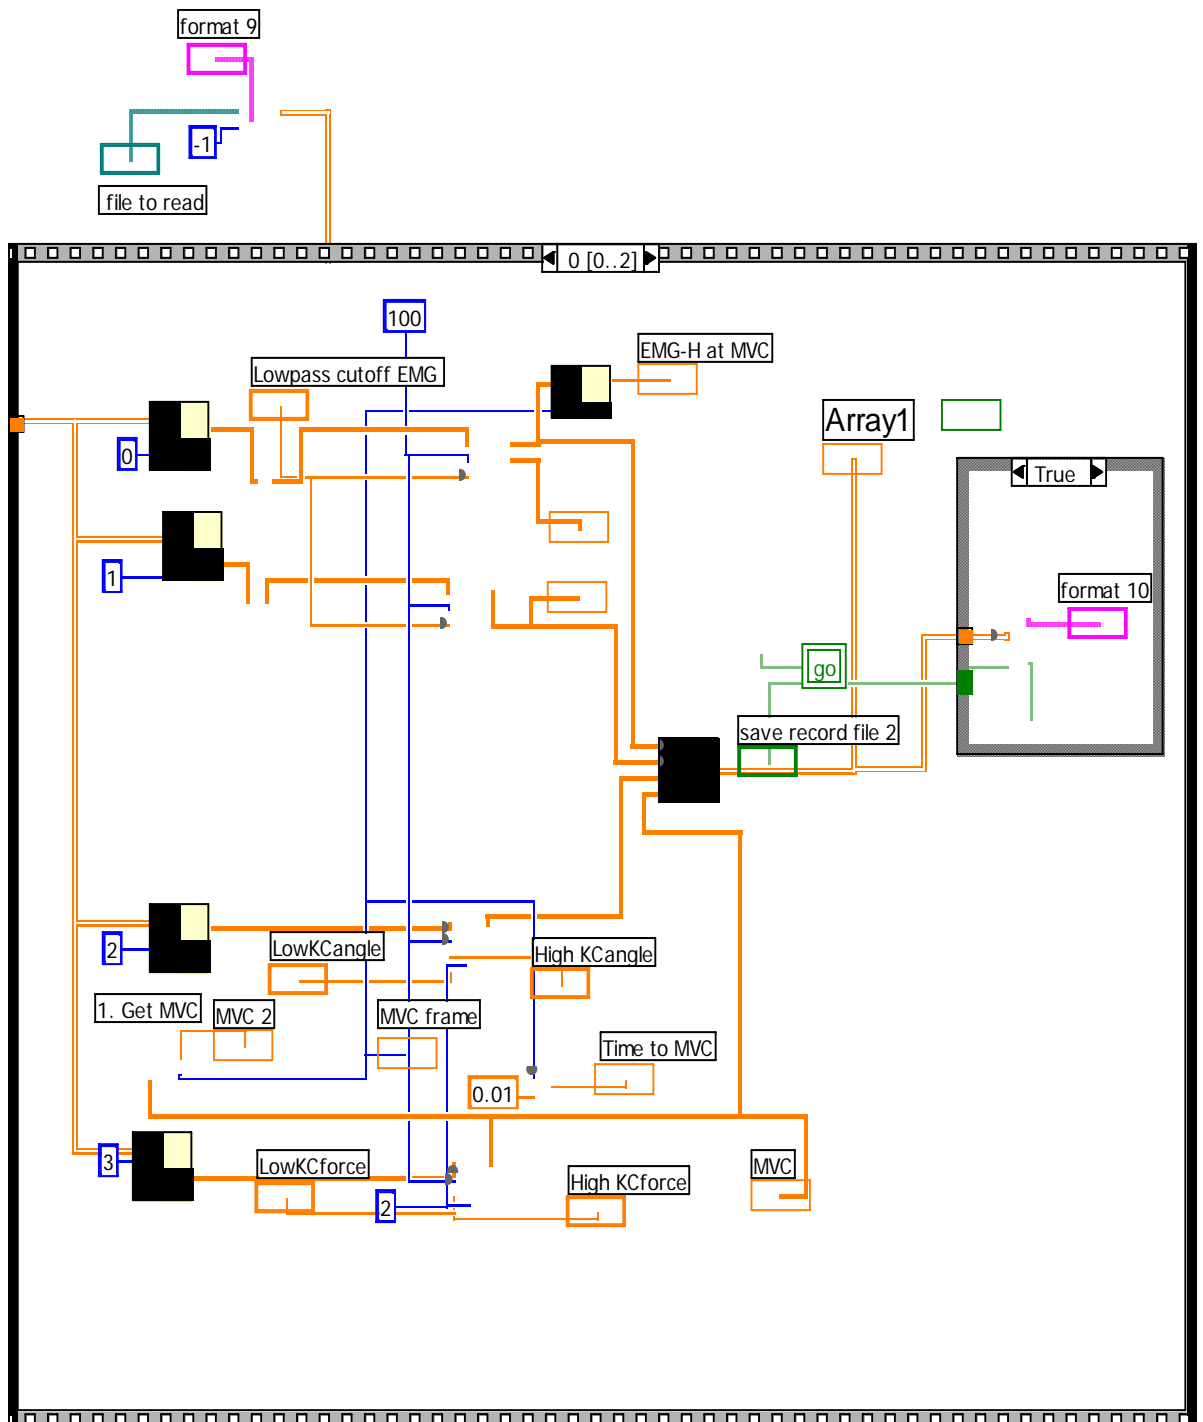 format 9
-1
file to read
0 [0..2]
100
EMG-H at MVC
Lowpass cutoff EMG
Array1
0
True
1
format 10
go
save record file 2
2
LowKCangle
High KCangle
1. Get MVC
MVC 2
MVC frame
Time to MVC
0.01
3
LowKCforce
High KCforce
MVC
2